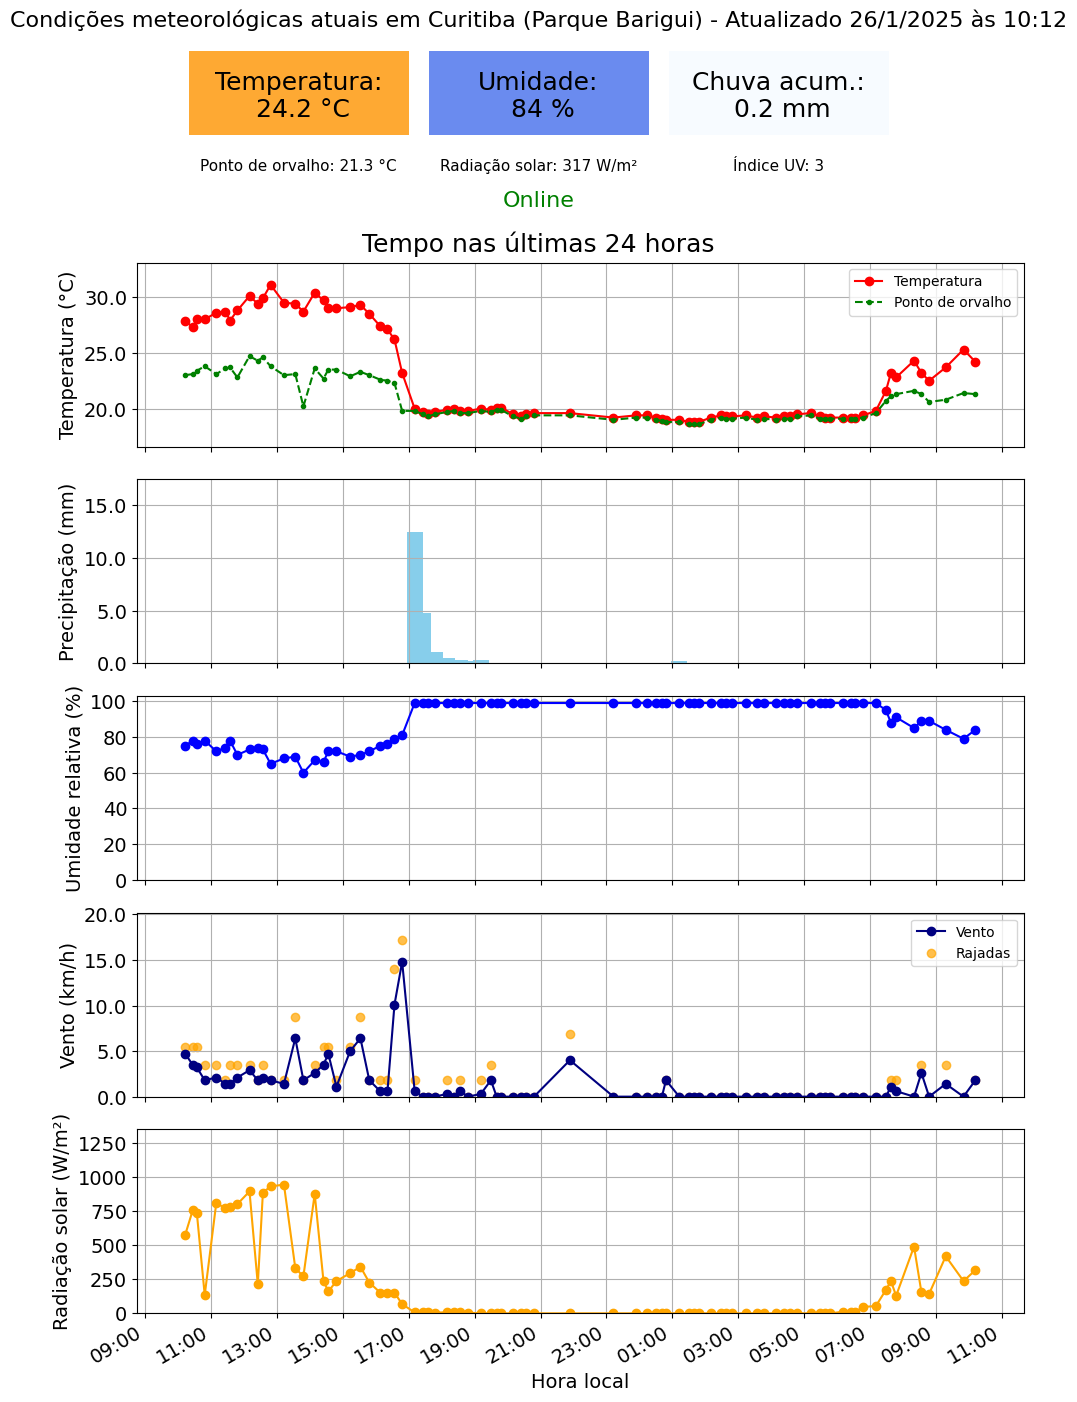 Condições meteorológicas atuais em Curitiba (Parque Barigui) - Atualizado 26/1/2025 às 10:12
Temperatura:
24.2 °C
Umidade:
84 %
Chuva acum.:
0.2 mm
Ponto de orvalho: 21.3 °C
Radiação solar: 317 W/m²
Índice UV: 3
Online
Tempo nas últimas 24 horas
Temperatura (°C)
30.0
25.0
20.0
Temperatura
Ponto de orvalho
Precipitação (mm)
15.0
10.0
5.0
0.0
Umidade relativa (%)
100
80
60
40
20
0
Vento (km/h)
20.0
15.0
10.0
5.0
0.0
Vento
Rajadas
Radiação solar (W/m²)
1250
1000
750
500
250
0
09:00
11:00
13:00
15:00
17:00
19:00
21:00
23:00
01:00
03:00
05:00
07:00
09:00
11:00
Hora local